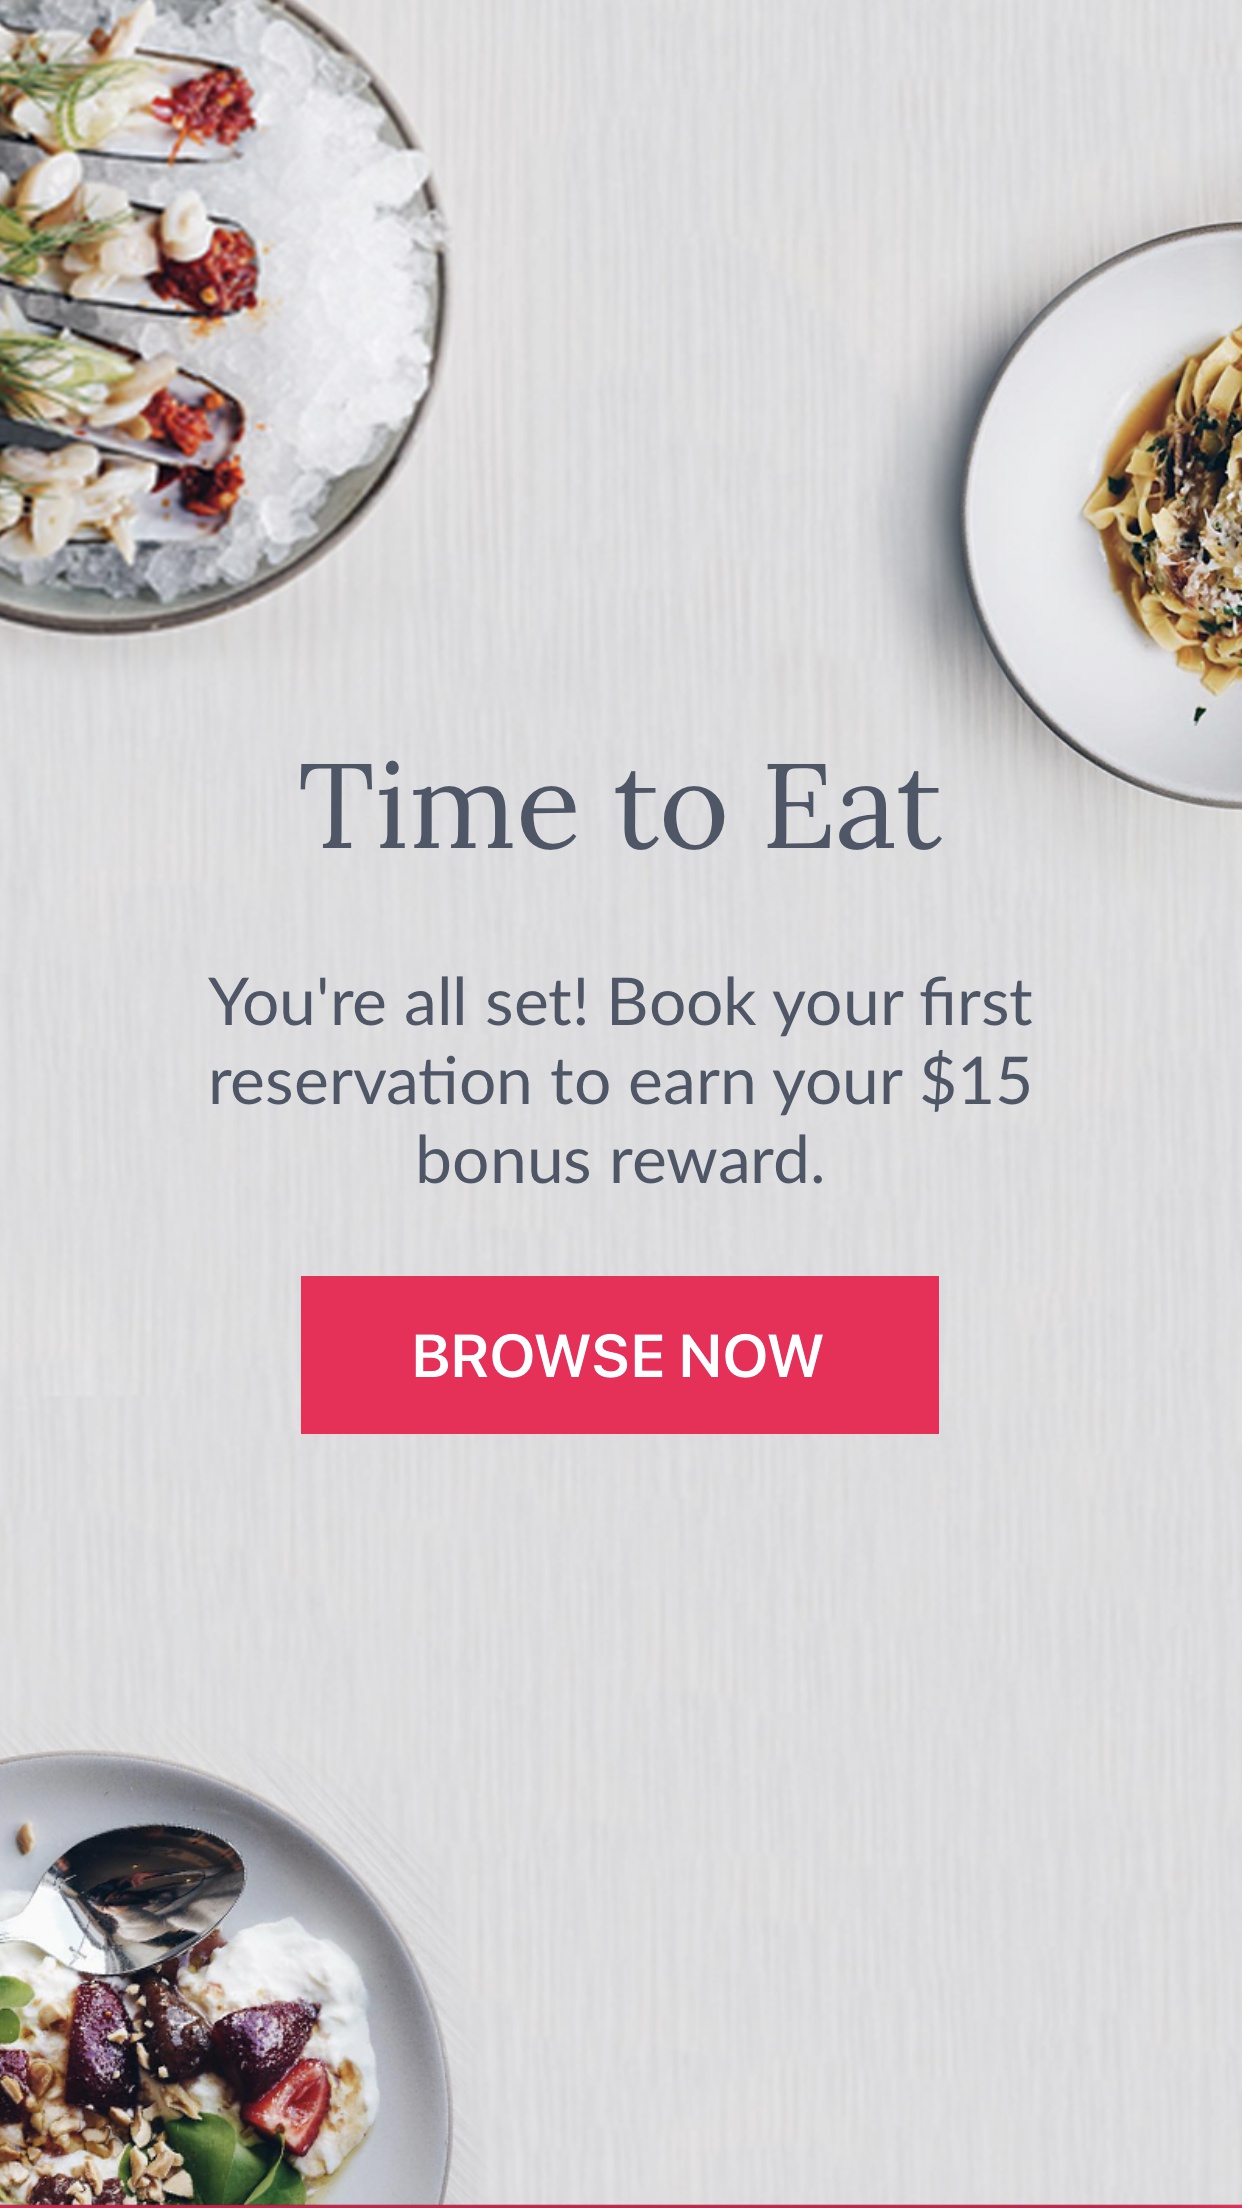 Time to Eat
You're all set! Book your first
reservation to earn your $15
bonus reward.
BROWSE NOW